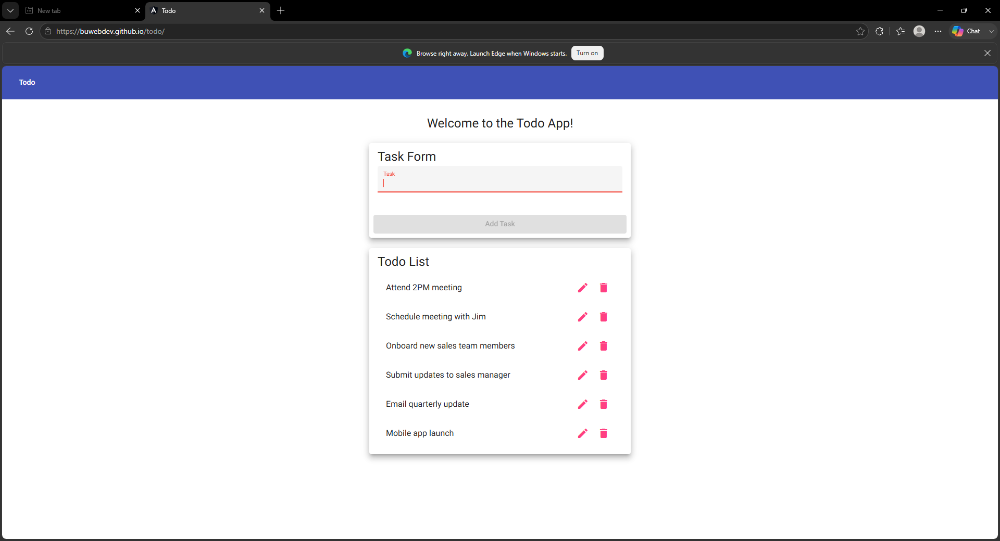 New tab
Todo
https://buwebdev.github.io/todo/
Chat
Browse right away. Launch Edge when Windows starts. Turn on
Todo
Welcome to the Todo App!
Task Form
Task
Add Task
Todo List
Attend 2PM meeting
Schedule meeting with Jim
Onboard new sales team members
Submit updates to sales manager
Email quarterly update
Mobile app launch